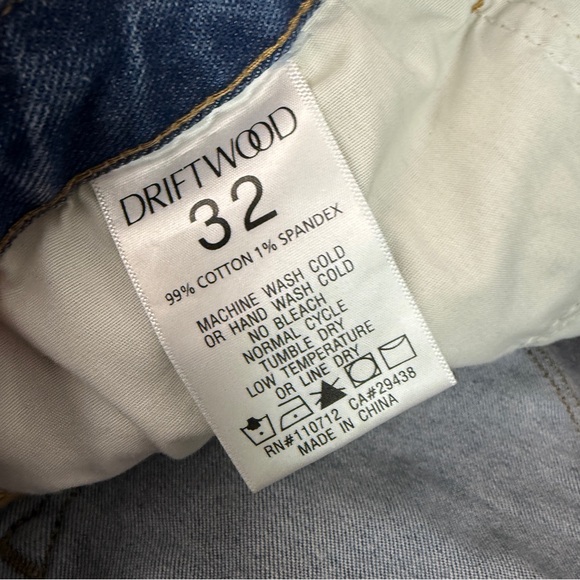 DRIFTWOOD
32
99% COTTON 1% SPANDEX
MACHINE WASH COLD
OR HAND WASH COLD
NO BLEACH
NORMAL CYCLE
TUMBLE DRY
LOW TEMPERATURE
OR LINE DRY
RN#110712 CA#29438
MADE IN CHINA